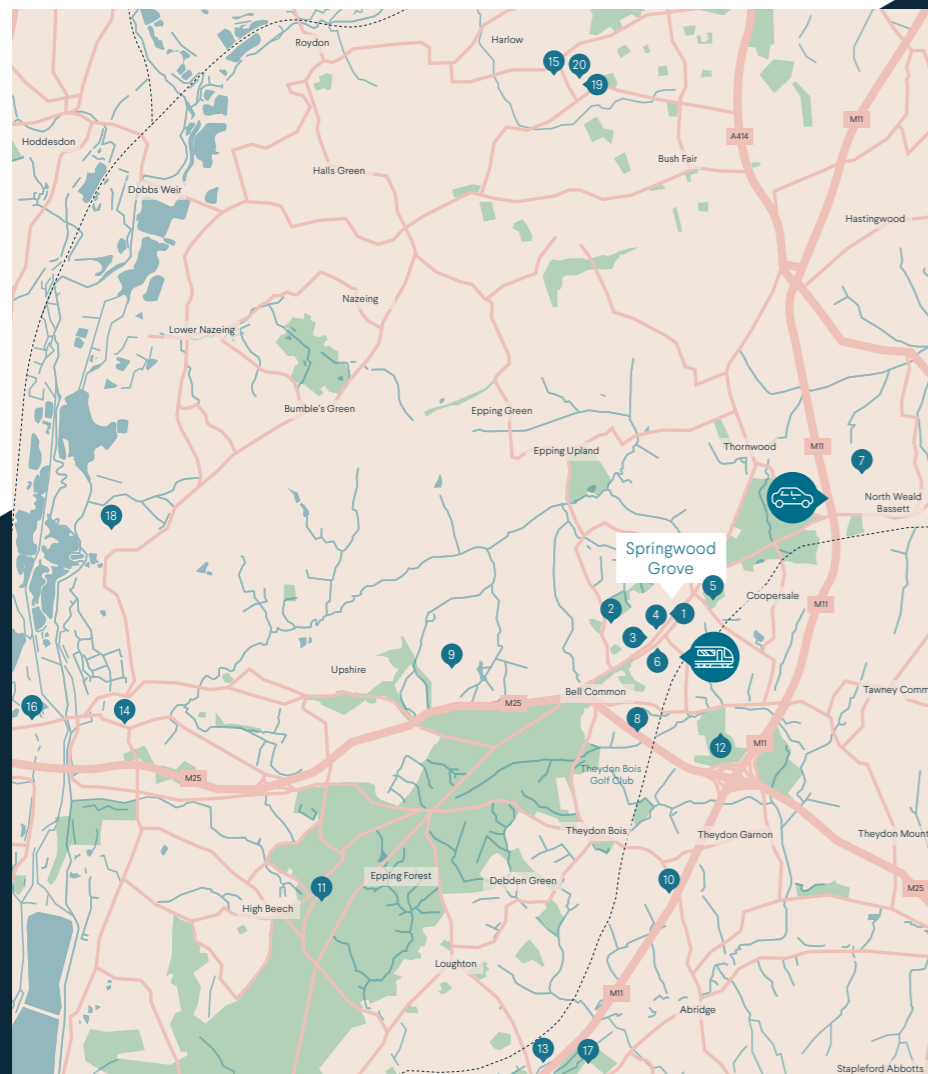 Roydon
Harlow
15
20
19
M11
A414
Hoddesdon
Bush Fair
Halls Green
Dobbs Weir
Hastingwood
Nazeing
Lower Nazeing
Bumble's Green
Epping Green
Epping Upland
Thornwood
M11
7
North Weald
Bassett
18
Springwood
Grove
5
Coopersale
M11
2
4
1
3
9
6
Upshire
Bell Common
Tawney Comm
M25
16
14
8
12
M11
M25
Theydon Bois
Golf Club
Theydon Bois
Theydon Garnon
Theydon Mount
Epping Forest
Debden Green
10
M25
11
High Beech
Loughton
M11
Abridge
13
17
Stapleford Abbotts